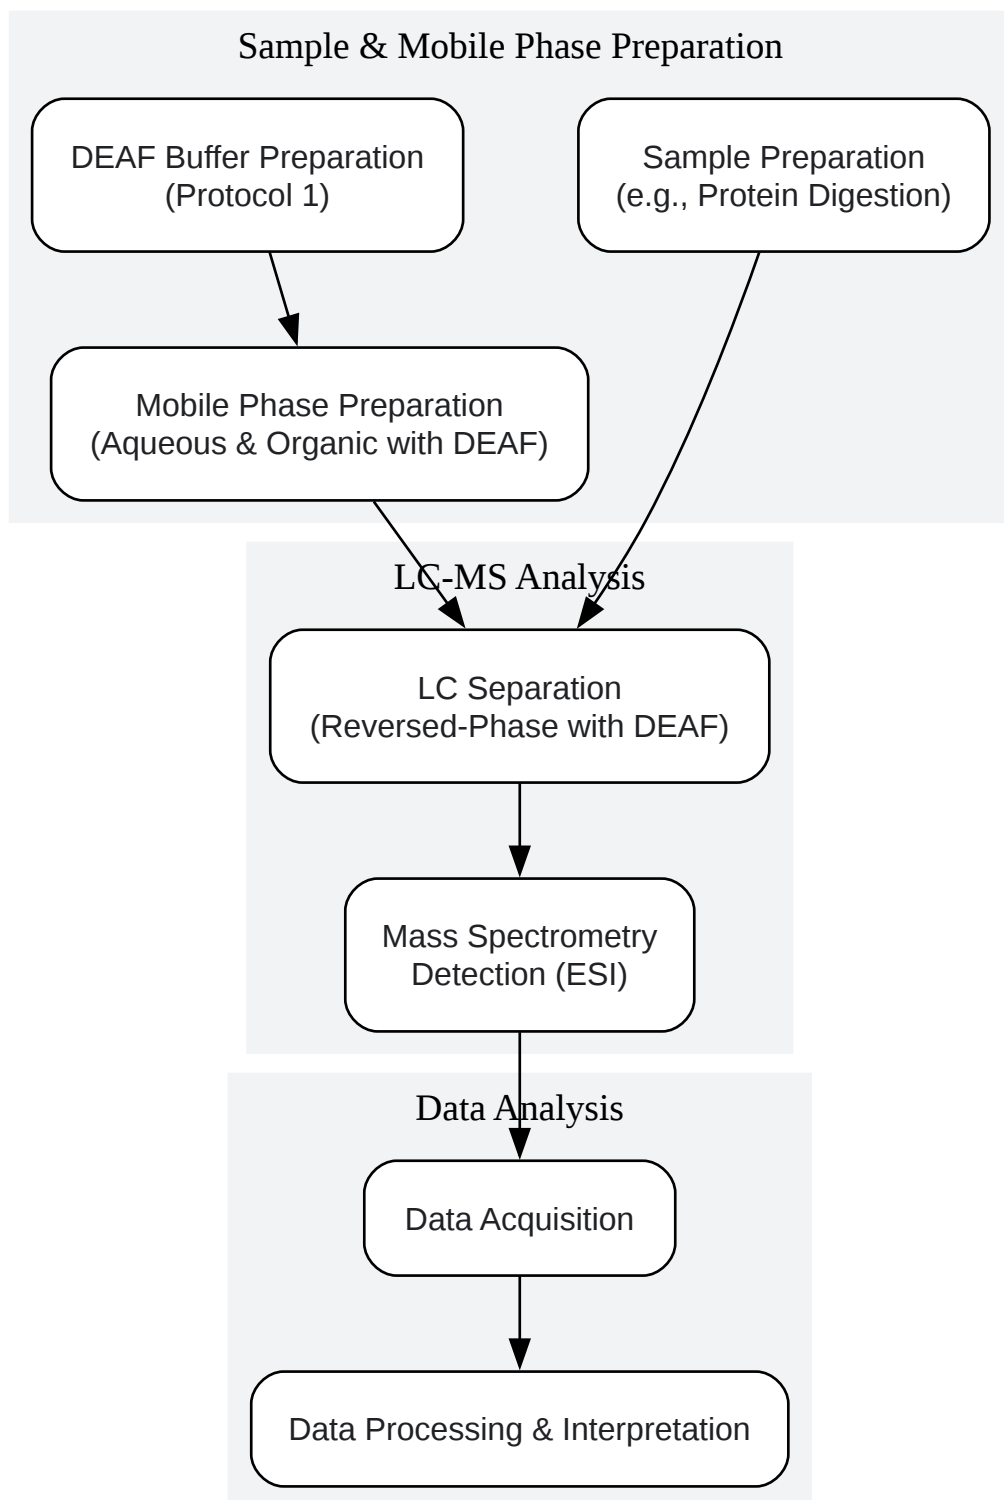 Sample & Mobile Phase Preparation
DEAF Buffer Preparation
(Protocol 1)
Sample Preparation
(e.g., Protein Digestion)
Mobile Phase Preparation
(Aqueous & Organic with DEAF)
LC-MS Analysis
LC Separation
(Reversed-Phase with DEAF)
Mass Spectrometry
Detection (ESI)
Data Analysis
Data Acquisition
Data Processing & Interpretation